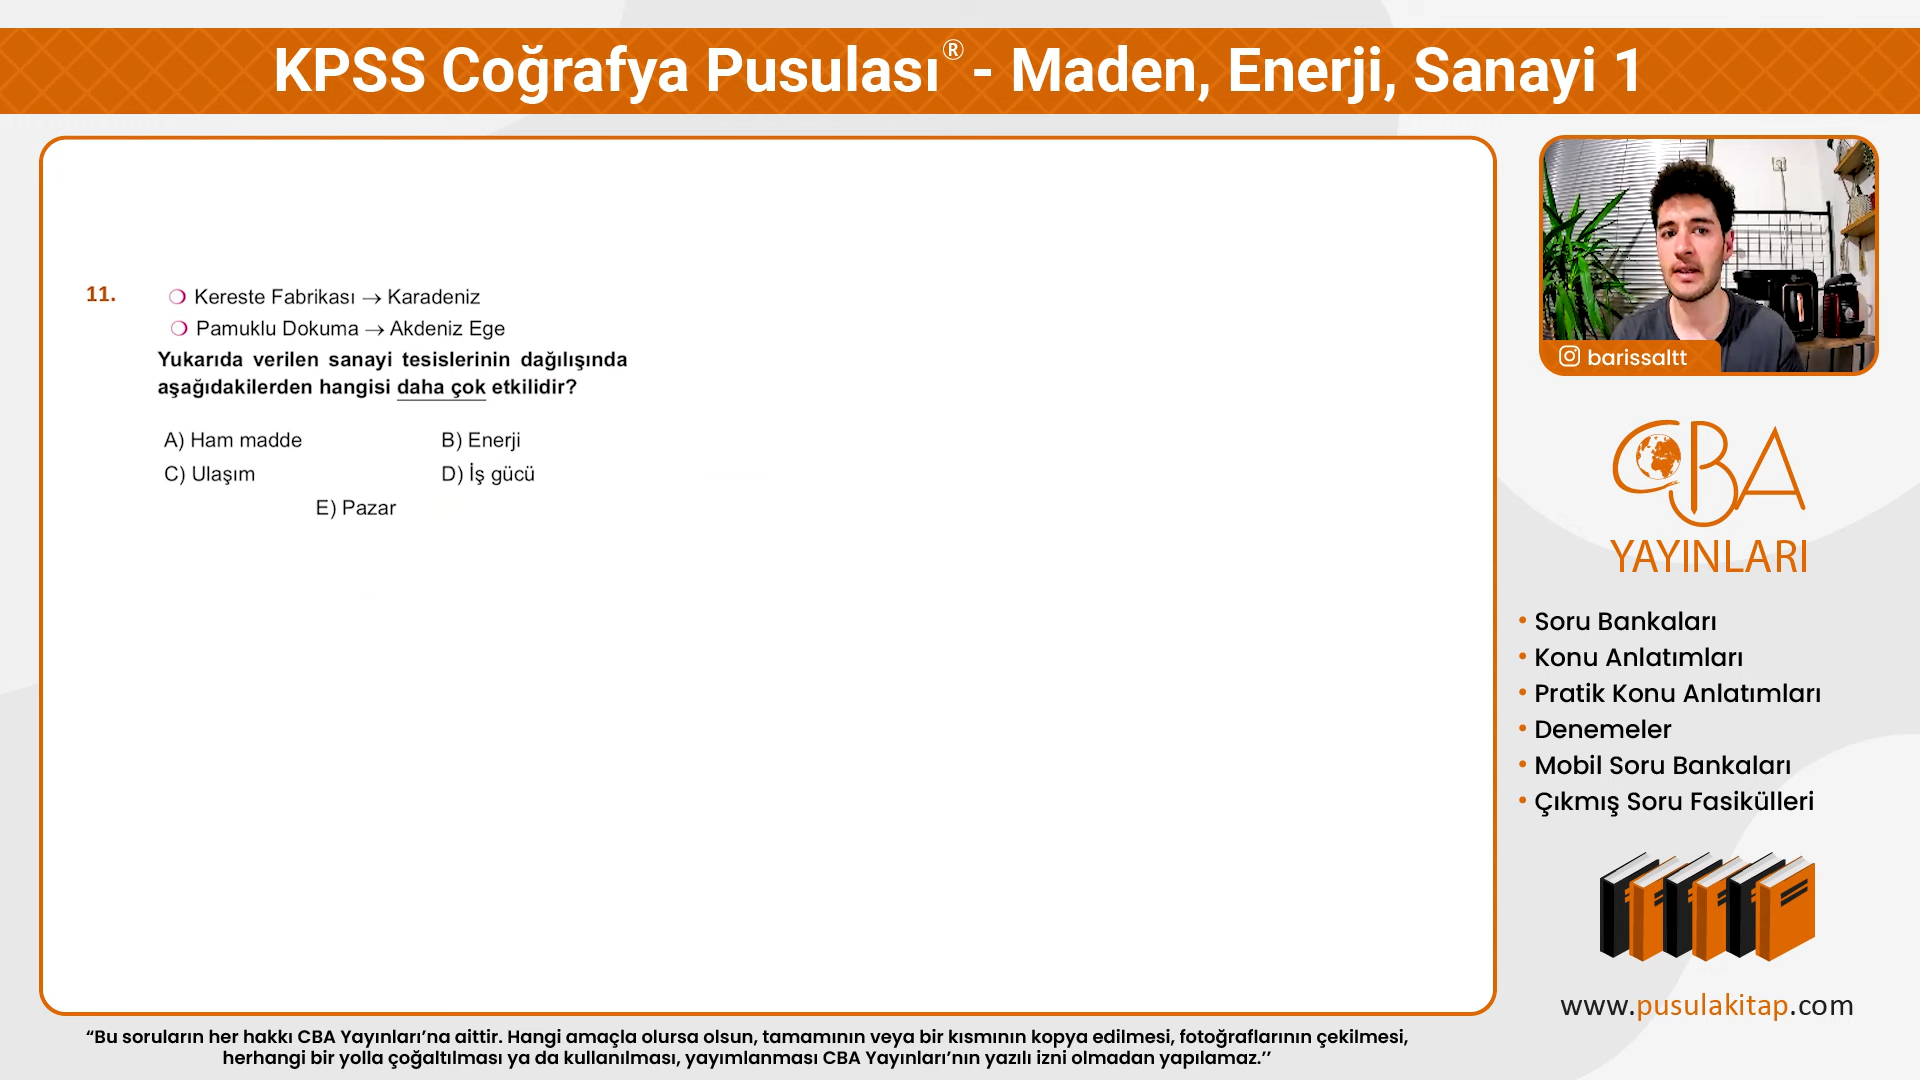 KPSS Coğrafya Pusulası® - Maden, Enerji, Sanayi 1
11.
Kereste Fabrikası → Karadeniz
Pamuklu Dokuma → Akdeniz Ege
Yukarıda verilen sanayi tesislerinin dağılışında
aşağıdakilerden hangisi daha çok etkilidir?
A) Ham madde
B) Enerji
C) Ulaşım
D) İş gücü
E) Pazar
barissaltt
CBA
YAYINLARI
• Soru Bankaları
• Konu Anlatımları
• Pratik Konu Anlatımları
• Denemeler
• Mobil Soru Bankaları
• Çıkmış Soru Fasikülleri
www.pusulakitap.com
“Bu soruların her hakkı CBA Yayınları’na aittir. Hangi amaçla olursa olsun, tamamının veya bir kısmının kopya edilmesi, fotoğraflarının çekilmesi,
herhangi bir yolla çoğaltılması ya da kullanılması, yayımlanması CBA Yayınları’nın yazılı izni olmadan yapılamaz.’’